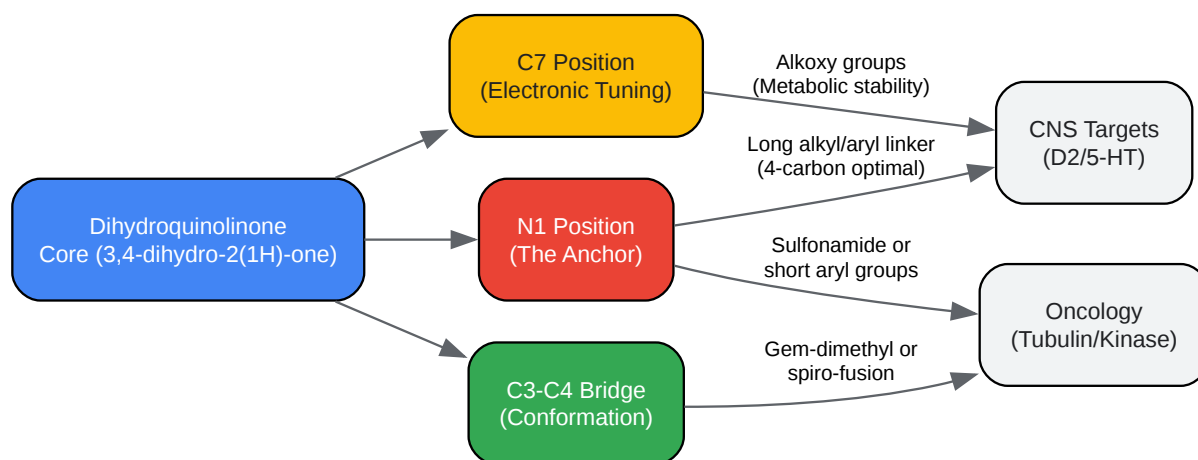 C7 Position
(Electronic Tuning)
Alkoxy groups
(Metabolic stability)
CNS Targets
(D2/5-HT)
Long alkyl/aryl linker
(4-carbon optimal)
Dihydroquinolinone
Core (3,4-dihydro-2(1H)-one)
N1 Position
(The Anchor)
Sulfonamide or
short aryl groups
Oncology
(Tubulin/Kinase)
Gem-dimethyl or
spiro-fusion
C3-C4 Bridge
(Conformation)